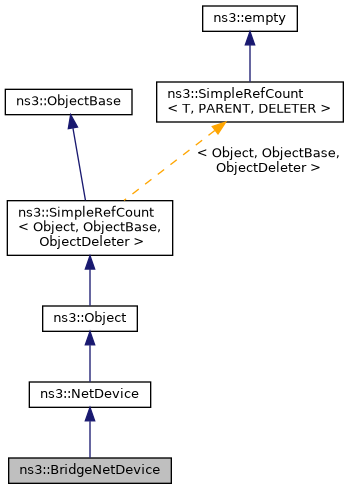 ns3::empty
ns3::ObjectBase
ns3::SimpleRefCount
< T, PARENT, DELETER >
< Object, ObjectBase,
ObjectDeleter >
ns3::SimpleRefCount
< Object, ObjectBase,
ObjectDeleter >
ns3::Object
ns3::NetDevice
ns3::BridgeNetDevice